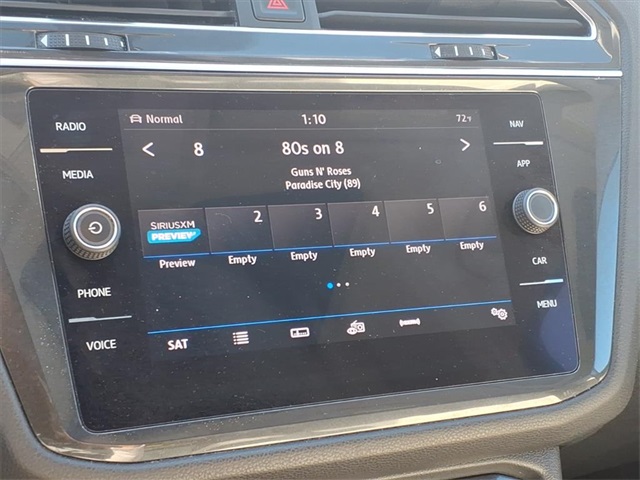 Normal 1:10 72°F
RADIO
MEDIA
PHONE
VOICE
NAV
APP
CAR
MENU
8 80s on 8
Guns N' Roses
Paradise City (89)
SIRIUSXM
PREVIEW
2 3 4 5 6
Preview Empty Empty Empty Empty Empty
SAT